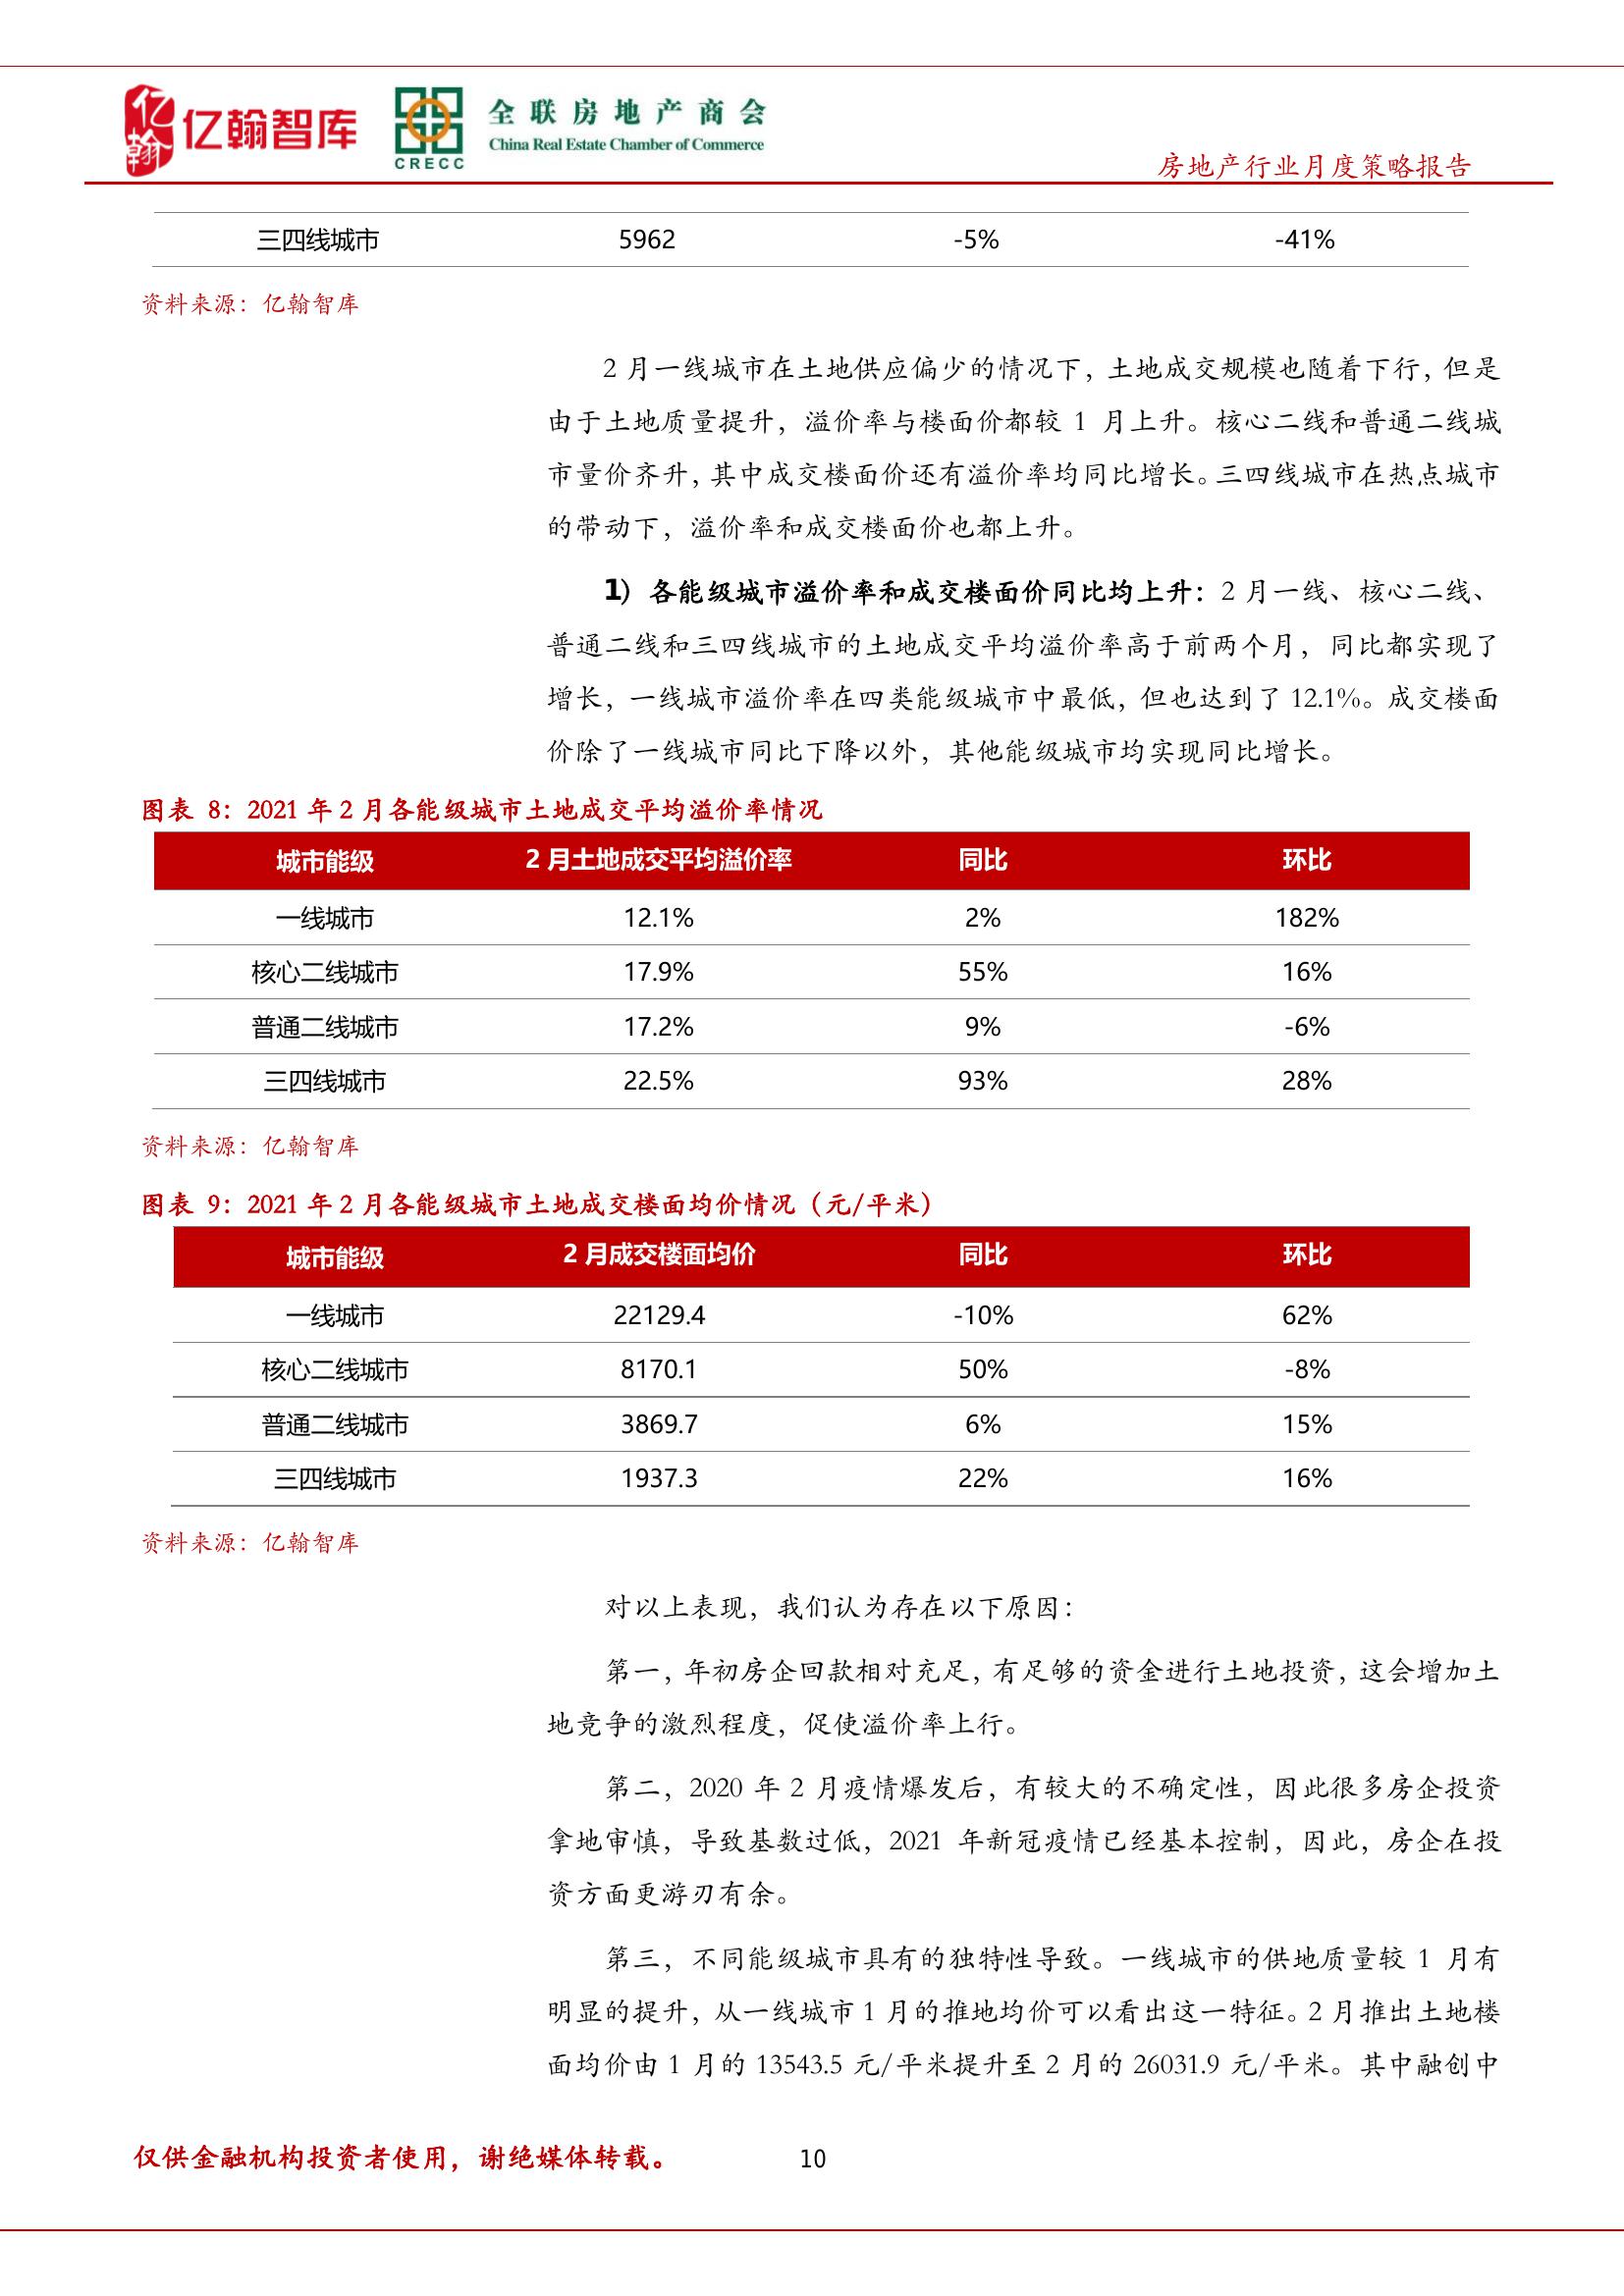 亿翰
亿翰智库
CRECC
全联房地产商会
China Real Estate Chamber of Commerce
房地产行业月度策略报告
三四线城市 5962 -5% -41%
资料来源：亿翰智库
2 月一线城市在土地供应偏少的情况下，土地成交规模也随着下行，但是
由于土地质量提升，溢价率与楼面价都较 1 月上升。核心二线和普通二线城
市量价齐升，其中成交楼面价还有溢价率均同比增长。三四线城市在热点城市
的带动下，溢价率和成交楼面价也都上升。
1）各能级城市溢价率和成交楼面价同比均上升：2 月一线、核心二线、
普通二线和三四线城市的土地成交平均溢价率高于前两个月，同比都实现了
增长，一线城市溢价率在四类能级城市中最低，但也达到了 12.1%。成交楼面
价除了一线城市同比下降以外，其他能级城市均实现同比增长。
图表 8：2021 年 2 月各能级城市土地成交平均溢价率情况
城市能级 2 月土地成交平均溢价率 同比 环比
一线城市 12.1% 2% 182%
核心二线城市 17.9% 55% 16%
普通二线城市 17.2% 9% -6%
三四线城市 22.5% 93% 28%
资料来源：亿翰智库
图表 9：2021 年 2 月各能级城市土地成交楼面均价情况（元/平米）
城市能级 2 月成交楼面均价 同比 环比
一线城市 22129.4 -10% 62%
核心二线城市 8170.1 50% -8%
普通二线城市 3869.7 6% 15%
三四线城市 1937.3 22% 16%
资料来源：亿翰智库
对以上表现，我们认为存在以下原因：
第一，年初房企回款相对充足，有足够的资金进行土地投资，这会增加土
地竞争的激烈程度，促使溢价率上行。
第二，2020 年 2 月疫情爆发后，有较大的不确定性，因此很多房企投资
拿地审慎，导致基数过低，2021 年新冠疫情已经基本控制，因此，房企在投
资方面更游刃有余。
第三，不同能级城市具有的独特性导致。一线城市的供地质量较 1 月有
明显的提升，从一线城市 1 月的推地均价可以看出这一特征。2 月推出土地楼
面均价由 1 月的 13543.5 元/平米提升至 2 月的 26031.9 元/平米。其中融创中
仅供金融机构投资者使用，谢绝媒体转载。 10